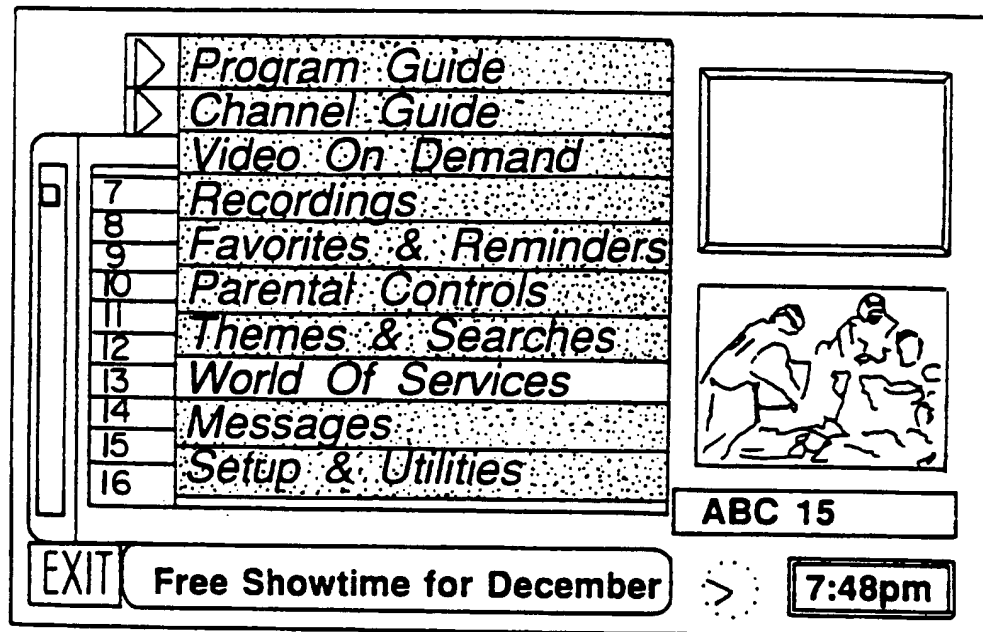 Program Guide
Channel Guide
Video On Demand
7 Recordings
8
9 Favorites & Reminders
10 Parental Controls
11
12 Themes & Searches
13 World Of Services
14 Messages
15
16 Setup & Utilities
ABC 15
EXIT Free Showtime for December 7:48pm